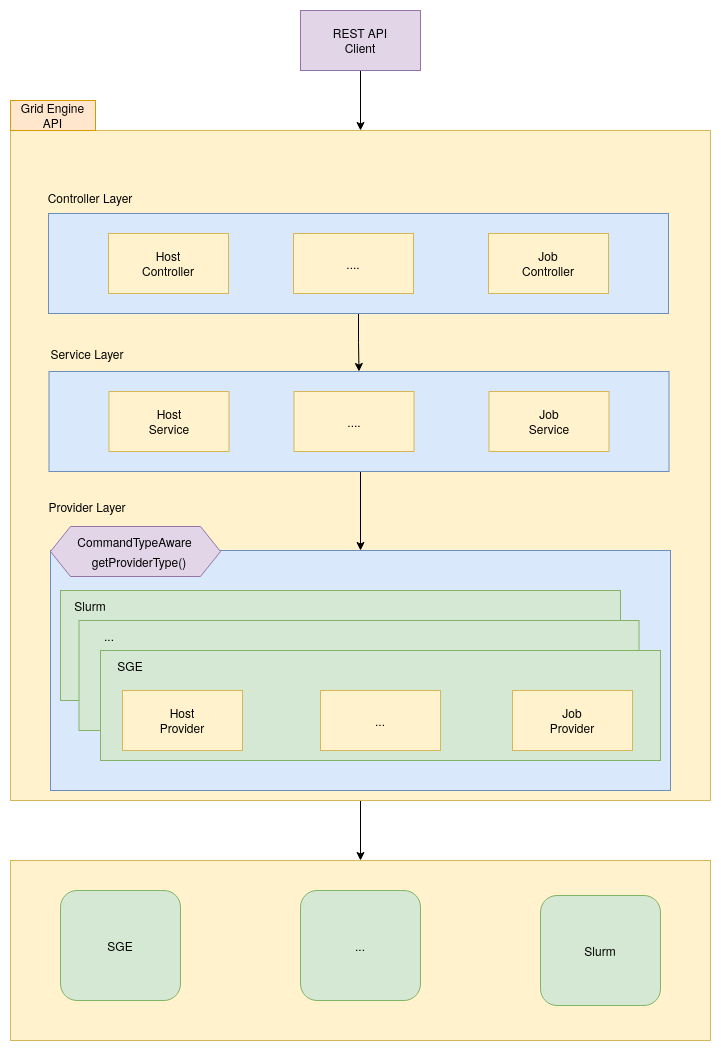 REST API
Client
Grid Engine
API
Controller Layer
Host
Controller
....
Job
Controller
Service Layer
Host
Service
....
Job
Service
Provider Layer
CommandTypeAware
getProviderType()
Slurm
...
SGE
Host
Provider
...
Job
Provider
SGE
...
Slurm